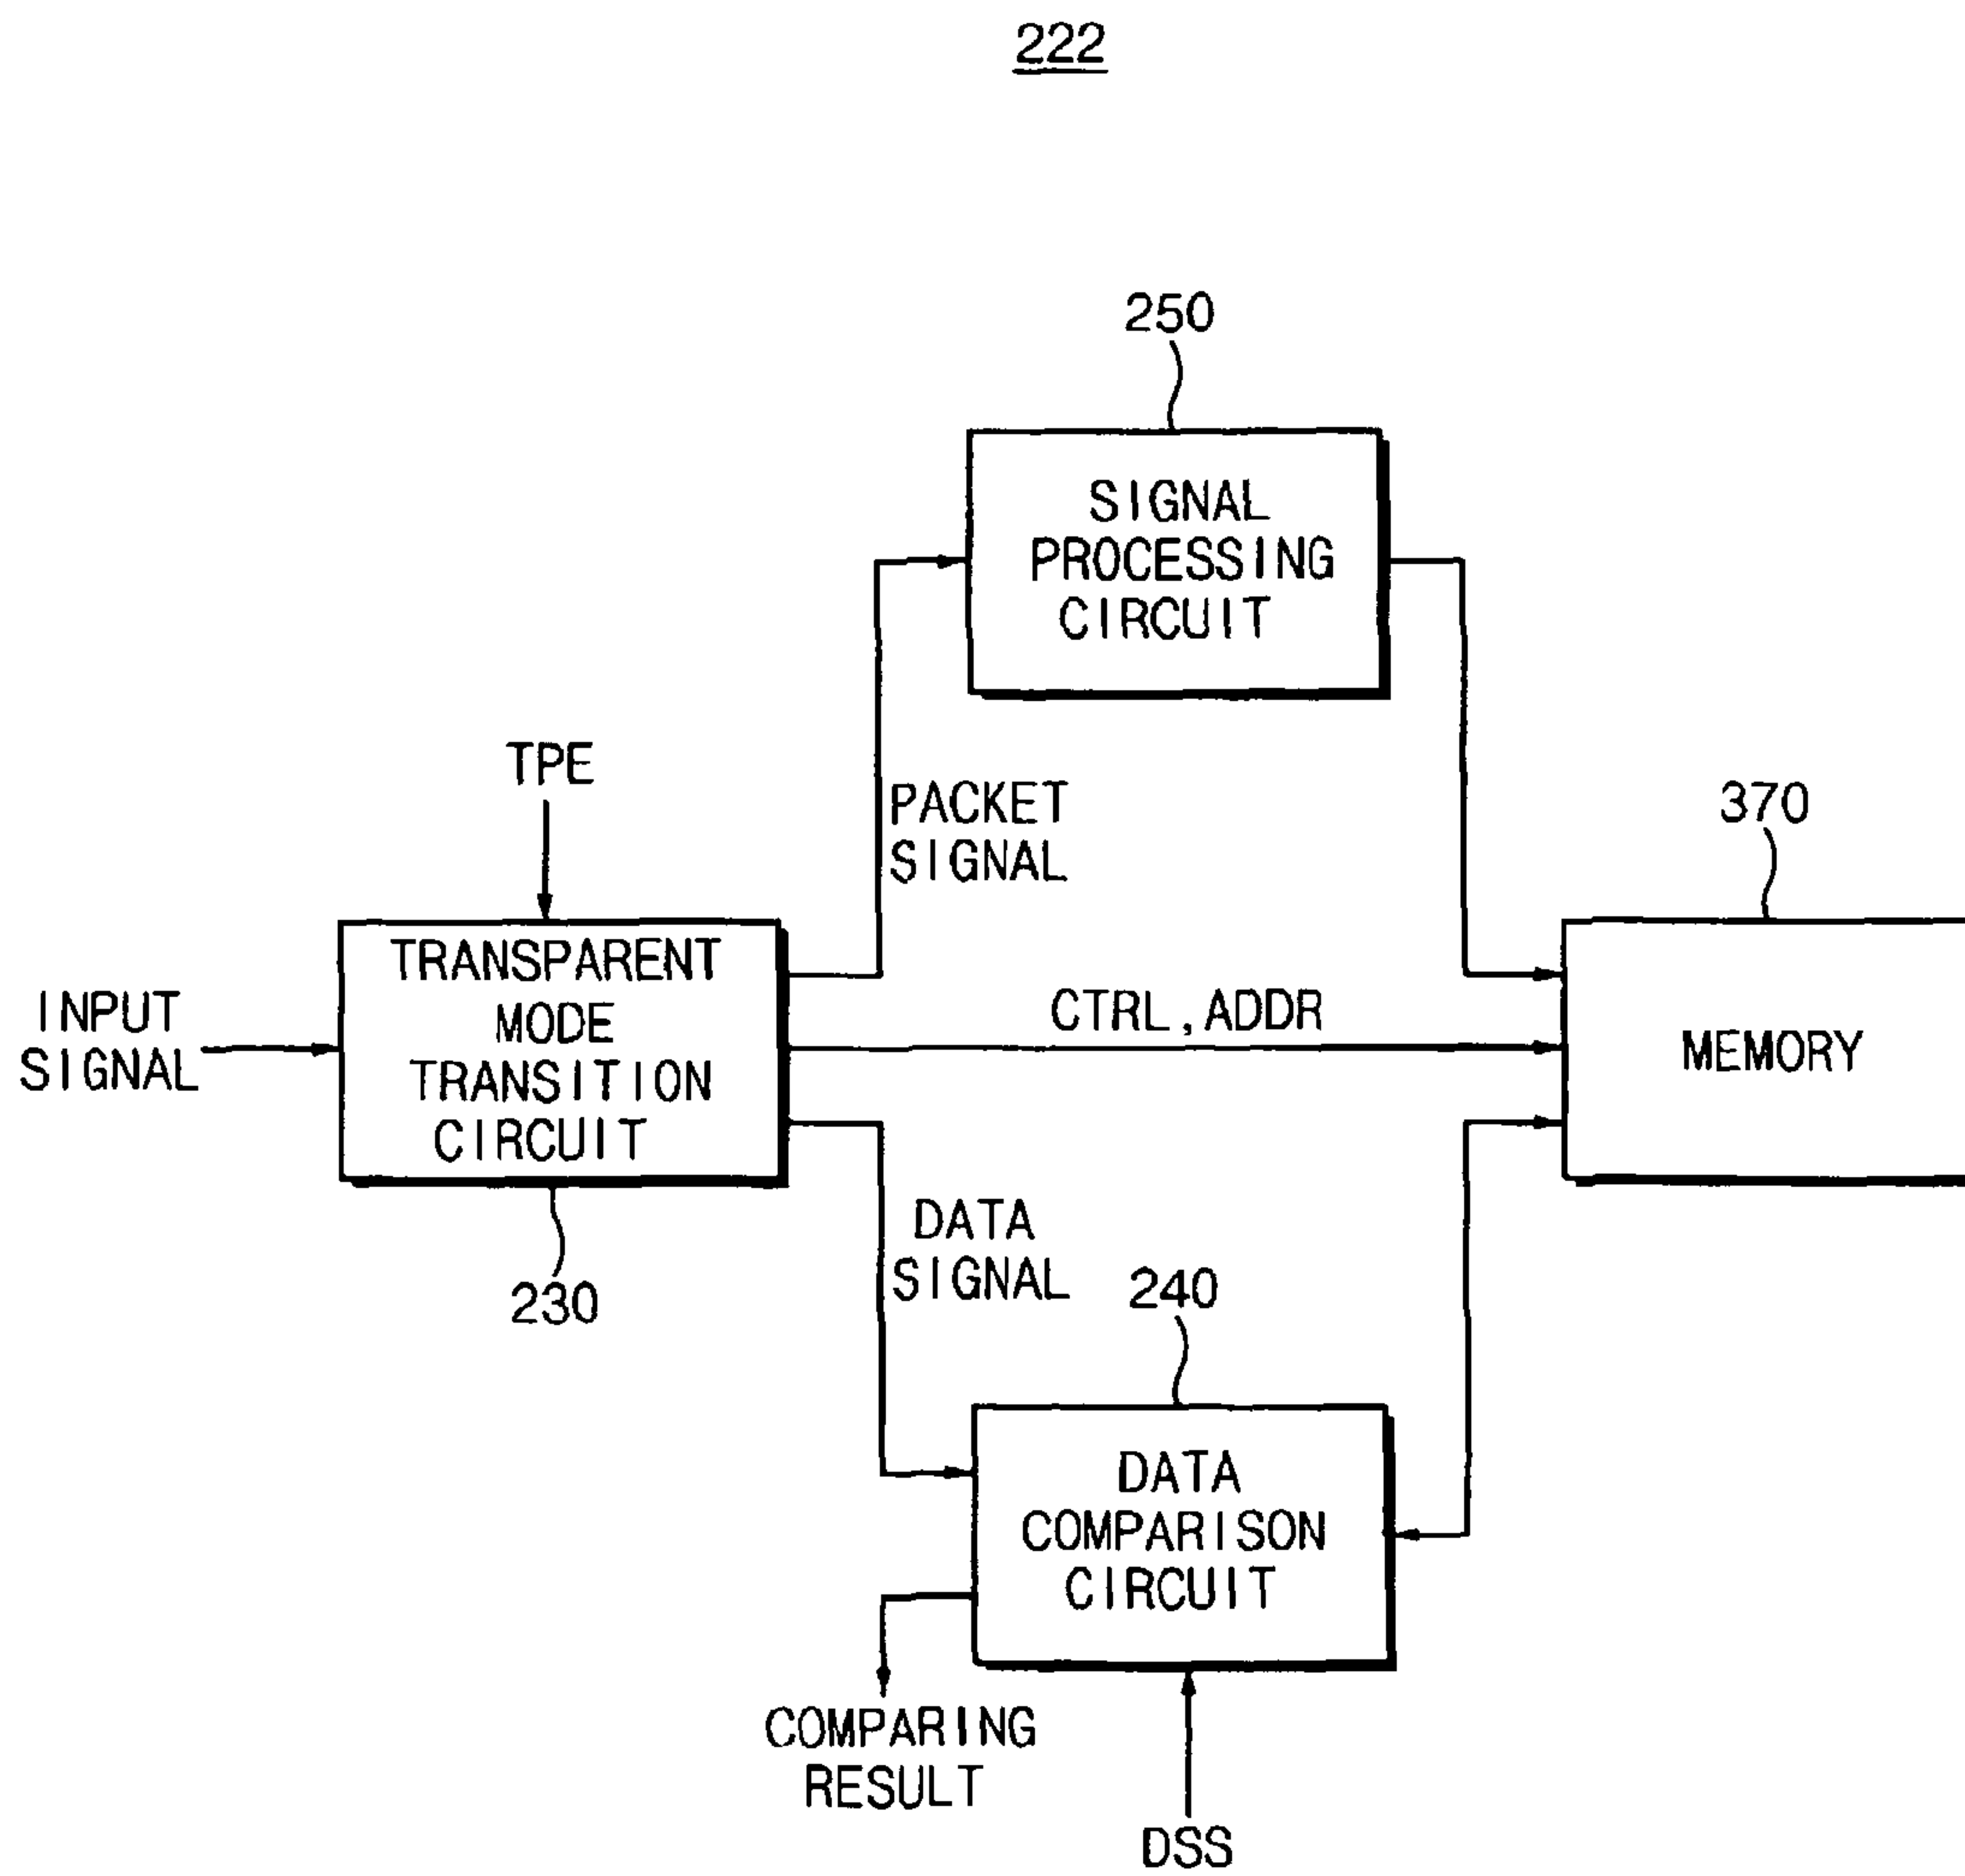 222
250
SIGNAL
PROCESSING
CIRCUIT
TPE
PACKET
SIGNAL
370
INPUT
SIGNAL
TRANSPARENT
MODE
TRANSITION
CIRCUIT
CTRL,ADDR
MEMORY
230
DATA
SIGNAL
240
DATA
COMPARISON
CIRCUIT
COMPARING
RESULT
DSS